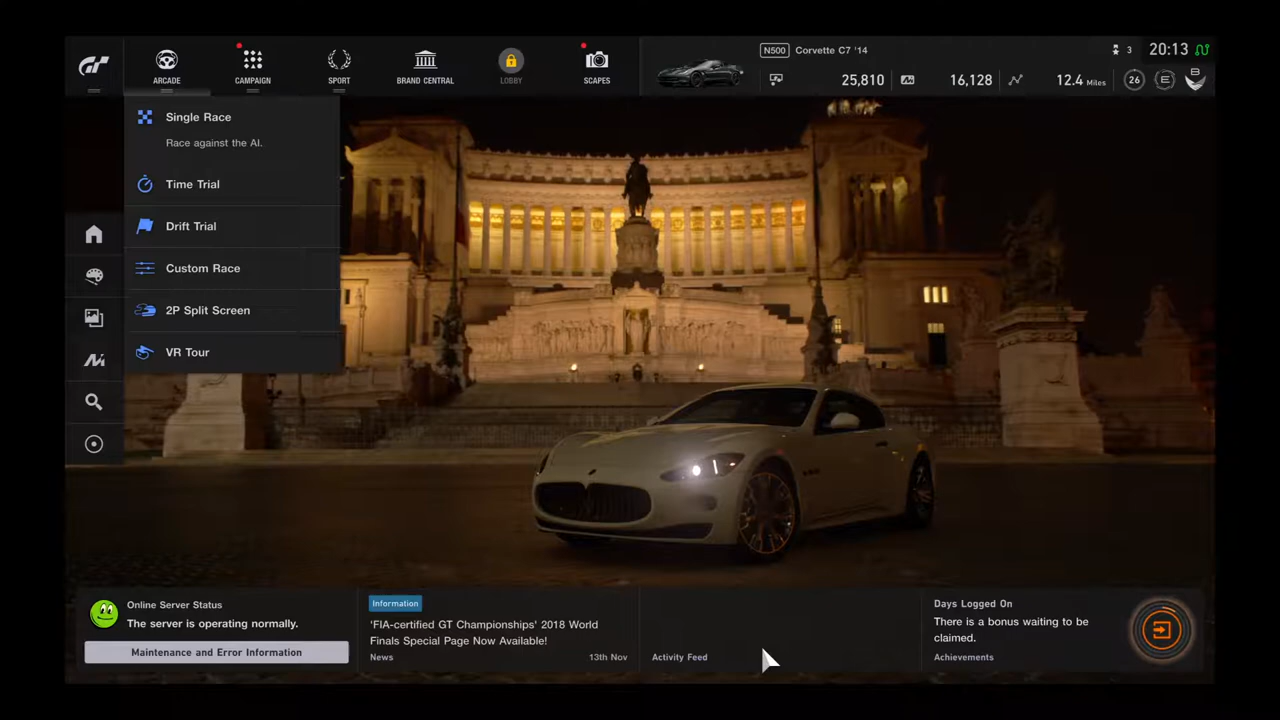 N500 Corvette C7 '14
3 20:13
ARCADE CAMPAIGN SPORT BRAND CENTRAL LOBBY SCAPES
25,810 16,128 12.4 Miles 26 E B
Single Race
Race against the AI.
Time Trial
Drift Trial
Custom Race
2P Split Screen
VR Tour
Online Server Status
The server is operating normally.
Maintenance and Error Information
Information
'FIA-certified GT Championships' 2018 World
Finals Special Page Now Available!
News 13th Nov
Activity Feed
Days Logged On
There is a bonus waiting to be
claimed.
Achievements